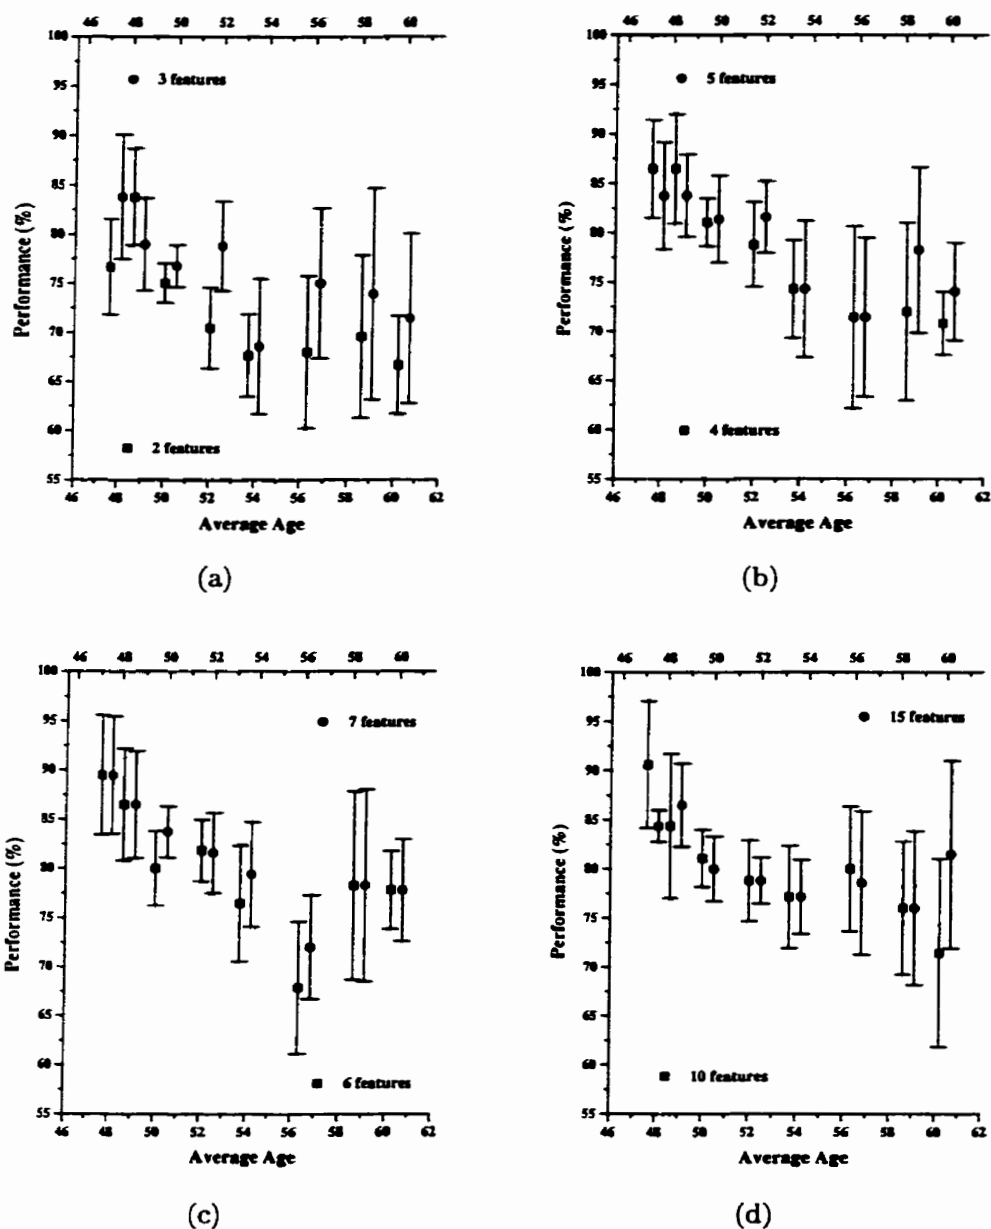 46 48 50 52 54 56 58 60
100
95
90
85
80
75
70
65
60
55
3 features
2 features
Performance (%)
46 48 50 52 54 56 58 60 62
Average Age
(a)
46 48 50 52 54 56 58 60
100
95
90
85
80
75
70
65
60
55
5 features
4 features
Performance (%)
46 48 50 52 54 56 58 60 62
Average Age
(b)
46 48 50 52 54 56 58 60
100
95
90
85
80
75
70
65
60
55
7 features
6 features
Performance (%)
46 48 50 52 54 56 58 60 62
Average Age
(c)
46 48 50 52 54 56 58 60
100
95
90
85
80
75
70
65
60
55
15 features
10 features
Performance (%)
46 48 50 52 54 56 58 60 62
Average Age
(d)